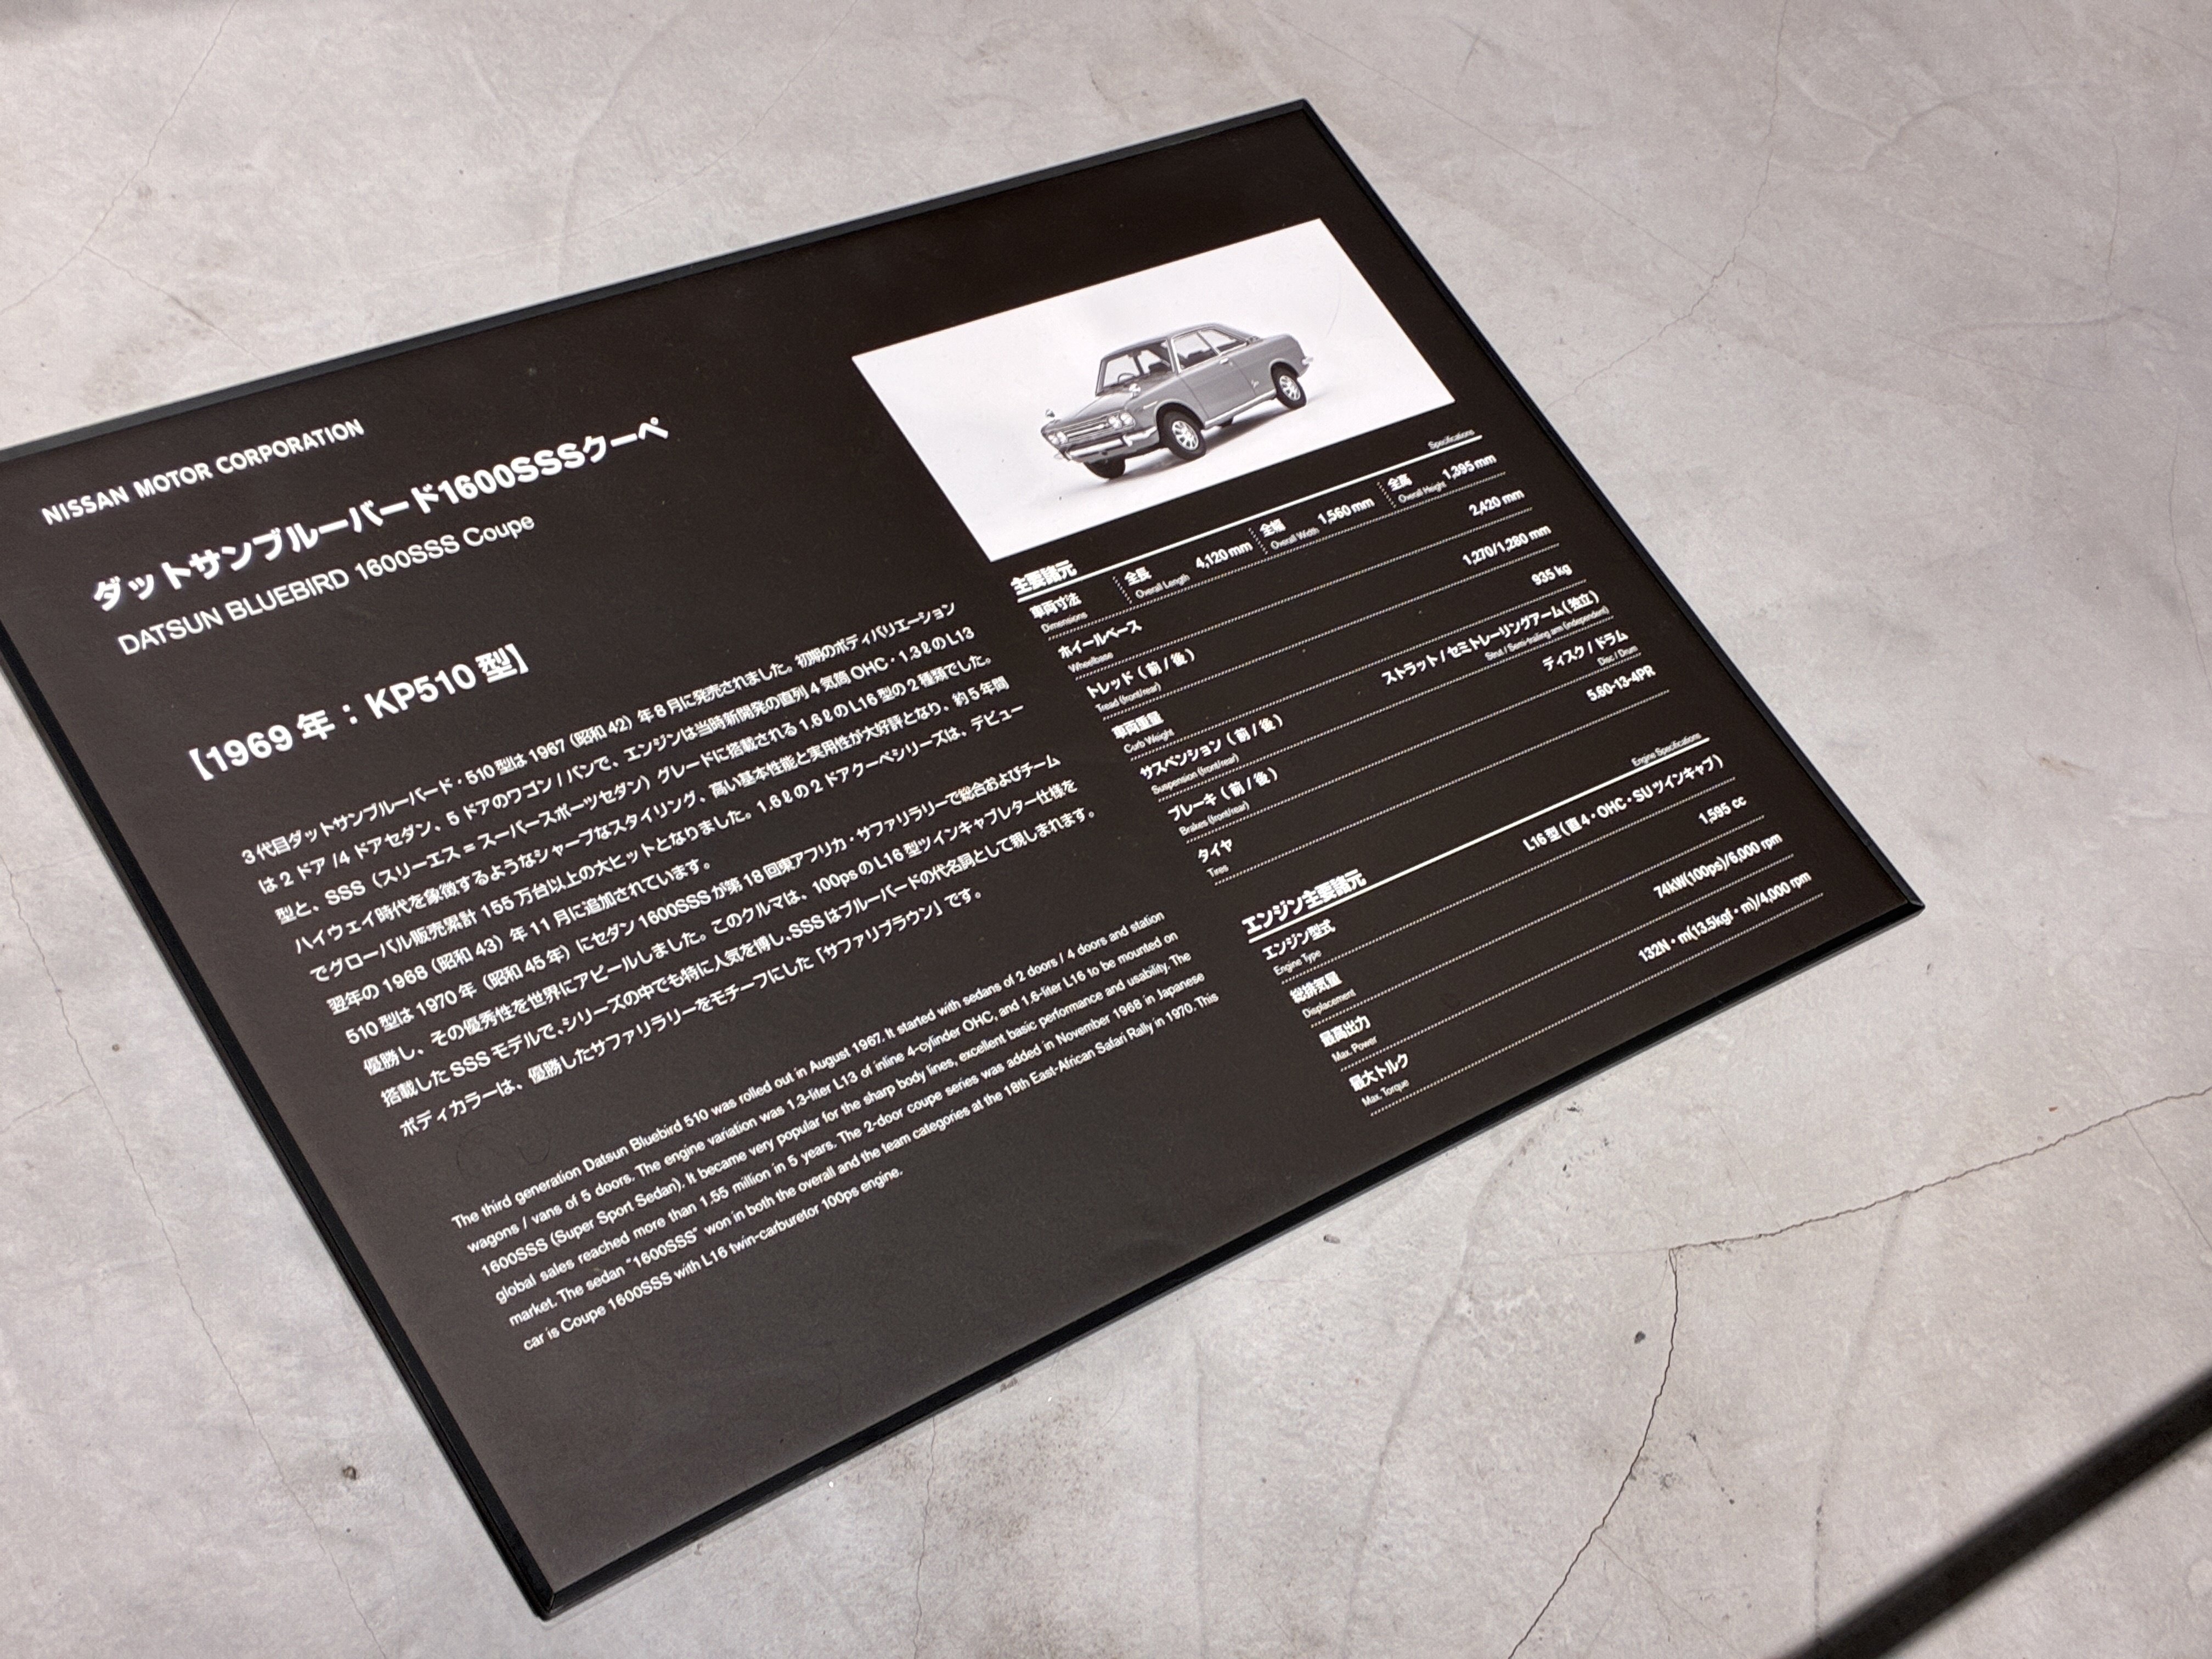 NISSAN MOTOR CORPORATION
ダットサンブルーバード1600SSSクーペ
DATSUN BLUEBIRD 1600SSS Coupe
【1969 年：KP510 型】
3代目ダットサンブルーバード・510 型は 1967（昭和 42）年 8 月に発売されました。初期のボディバリエーション
は 2 ドア /4 ドアセダン、5 ドアのワゴン / バンで、エンジンは当時新開発の直列 4 気筒 OHC・1.3ℓの L13
型と、SSS（スリーエス = スーパースポーツセダン）グレードに搭載される 1.6ℓの L16 型の 2 種類でした。
ハイウェイ時代を象徴するようなシャープなスタイリング、高い基本性能と実用性が大好評となり、約 5 年間
でグローバル販売累計 155 万台以上の大ヒットとなりました。1.6ℓの 2 ドアクーペシリーズは、デビュー
翌年の 1968（昭和 43）年 11 月に追加されています。
510 型は 1970 年（昭和 45 年）にセダン 1600SSS が第 18 回東アフリカ・サファリラリーで総合およびチーム
優勝し、その優秀性を世界にアピールしました。このクルマは、100ps の L16 型ツインキャブレター仕様を
搭載した SSS モデルで、シリーズの中でも特に人気を博し、SSS はブルーバードの代名詞として親しまれます。
ボディカラーは、優勝したサファリラリーをモチーフにした「サファリブラウン」です。
The third generation Datsun Bluebird 510 was rolled out in August 1967. It started with sedans of 2 doors / 4 doors and station
wagons / vans of 5 doors. The engine variation was 1.3-liter L13 of inline 4-cylinder OHC, and 1.6-liter L16 to be mounted on
1600SSS (Super Sport Sedan). It became very popular for the sharp body lines, excellent basic performance and usability. The
global sales reached more than 1.55 million in 5 years. The 2-door coupe series was added in November 1968 in Japanese
market. The sedan "1600SSS" won in both the overall and the team categories at the 18th East-African Safari Rally in 1970. This
car is Coupe 1600SSS with L16 twin-carburetor 100ps engine.
主要諸元 Specifications
車両寸法 全長 4,120 mm 全幅 1,560 mm 全高 1,395 mm
Dimensions Overall Length Overall Width Overall Height
ホイールベース 2,420 mm
Wheelbase
トレッド（前 / 後） 1,270/1,280 mm
Tread (front/rear)
車両重量 935 kg
Curb Weight
サスペンション（前 / 後） ストラット / セミトレーリングアーム（独立）
Suspension (front/rear) Strut / Semi-trailing arm (independent)
ブレーキ（前 / 後） ディスク / ドラム
Brakes (front/rear) Disc / Drum
タイヤ 5.60-13-4PR
Tires
エンジン主要諸元 Engine Specifications
エンジン型式 L16 型（直 4・OHC・SU ツインキャブ）
Engine Type
総排気量 1,595 cc
Displacement
最高出力 74kW(100ps)/6,000 rpm
Max. Power
最大トルク 132N・m(13.5kgf・m)/4,000 rpm
Max. Torque